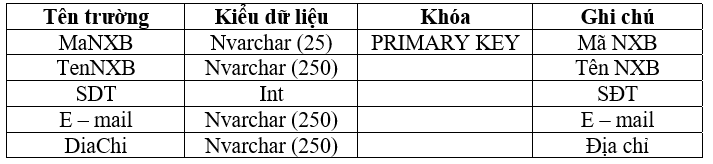 Tên trường Kiểu dữ liệu Khóa Ghi chú
MaNXB Nvarchar (25) PRIMARY KEY Mã NXB
TenNXB Nvarchar (250) Tên NXB
SDT Int SĐT
E – mail Nvarchar (250) E – mail
DiaChi Nvarchar (250) Địa chỉ